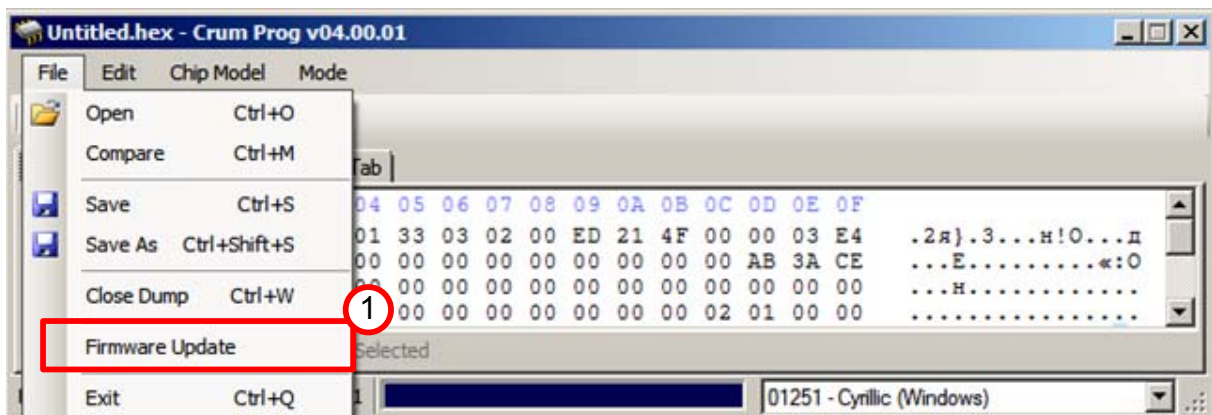 Untitled.hex - Crum Prog v04.00.01
File Edit Chip Model Mode
Open Ctrl+O
Compare Ctrl+M
Tab
Save Ctrl+S
04 05 06 07 08 09 0A 0B 0C 0D 0E 0F
Save As Ctrl+Shift+S
01 33 03 02 00 ED 21 4F 00 00 03 E4 .2я}.3...н!О...д
00 00 00 00 00 00 00 00 00 AB 3A CE ...Е.........«:О
Close Dump Ctrl+W
00 00 00 00 00 00 00 00 00 00 00 ...н............
1
00 00 00 00 00 00 00 02 01 00 00 ................
Firmware Update
Selected
Exit Ctrl+Q
1
01251 - Cyrillic (Windows)